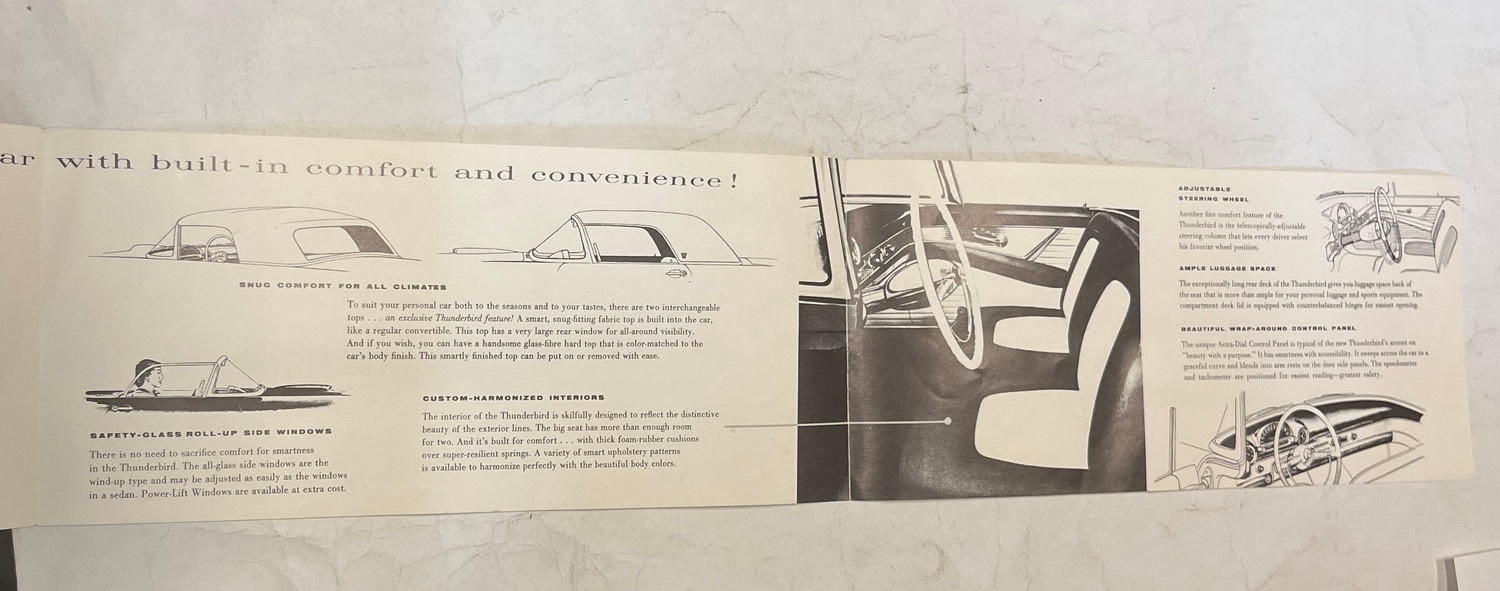 ar with built-in comfort and convenience!
SNUG COMFORT FOR ALL CLIMATES
To suit your personal car both to the seasons and to your tastes, there are two interchangeable
tops . . . an exclusive Thunderbird feature! A smart, snug-fitting fabric top is built into the car,
like a regular convertible. This top has a very large rear window for all-around visibility.
And if you wish, you can have a handsome glass-fibre hard top that is color-matched to the
car's body finish. This smartly finished top can be put on or removed with ease.
SAFETY-GLASS ROLL-UP SIDE WINDOWS
There is no need to sacrifice comfort for smartness
in the Thunderbird. The all-glass side windows are the
wind-up type and may be adjusted as easily as the windows
in a sedan. Power-Lift Windows are available at extra cost.
CUSTOM-HARMONIZED INTERIORS
The interior of the Thunderbird is skilfully designed to reflect the distinctive
beauty of the exterior lines. The big seat has more than enough room
for two. And it's built for comfort . . . with thick foam-rubber cushions
over super-resilient springs. A variety of smart upholstery patterns
is available to harmonize perfectly with the beautiful body colors.
ADJUSTABLE
STEERING WHEEL
Another fine comfort feature of the
Thunderbird is the telescopically-adjustable
steering column that lets every driver select
his favorite wheel position.
AMPLE LUGGAGE SPACE
The exceptionally long rear deck of the Thunderbird gives you luggage space back of
the seat that is more than ample for your personal luggage and sports equipment. The
compartment deck lid is equipped with counterbalanced hinges for easiest opening.
BEAUTIFUL WRAP-AROUND CONTROL PANEL
The unique Astra-Dial Control Panel is typical of the new Thunderbird's accent on
"beauty with a purpose." It has smartness with accessibility. It sweeps across the car in a
graceful curve and blends into arm rests on the door side panels. The speedometer
and tachometer are positioned for easiest reading—greatest safety.